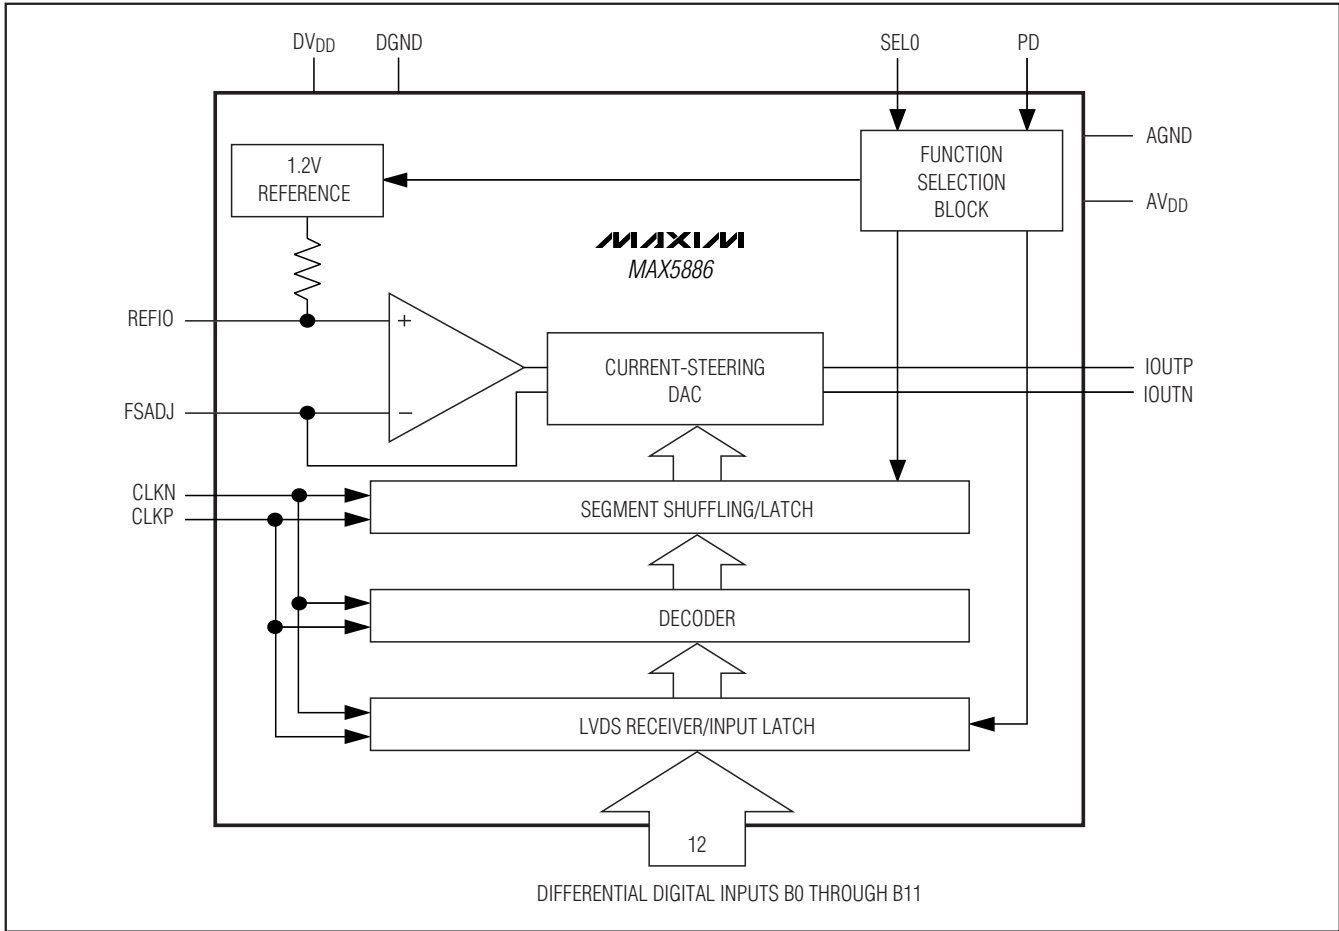 DVDD DGND SEL0 PD
AGND
AVDD
1.2V
REFERENCE
FUNCTION
SELECTION
BLOCK
MAXIM
MAX5886
REFIO
+
FSADJ
−
CURRENT-STEERING
DAC
IOUTP
IOUTN
CLKN
CLKP
SEGMENT SHUFFLING/LATCH
DECODER
LVDS RECEIVER/INPUT LATCH
12
DIFFERENTIAL DIGITAL INPUTS B0 THROUGH B11